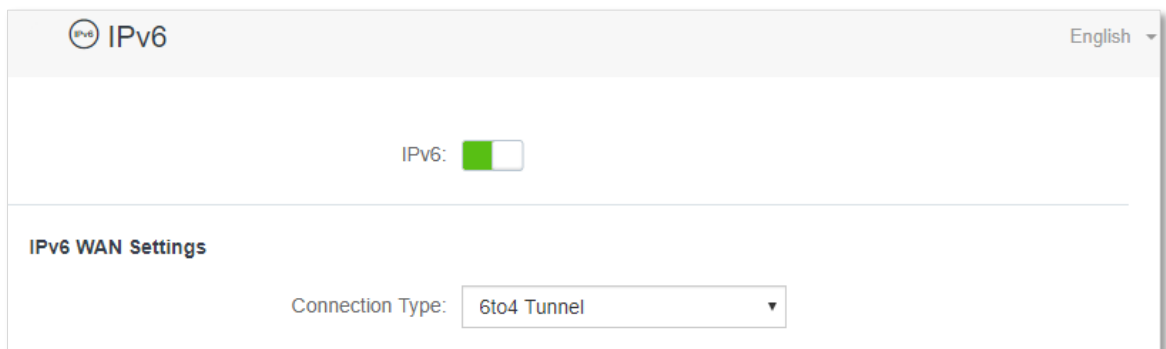 IPv6 IPv6
English
IPv6:
IPv6 WAN Settings
Connection Type: 6to4 Tunnel